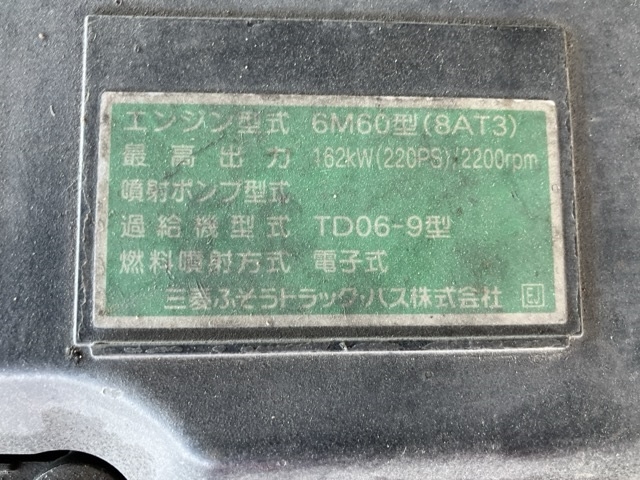 エンジン型式 6M60型(8AT3)
最高出力 162kW(220PS)/2200rpm
噴射ポンプ型式
過給機型式 TD06-9型
燃料噴射方式 電子式
三菱ふそうトラック・バス株式会社 EJ